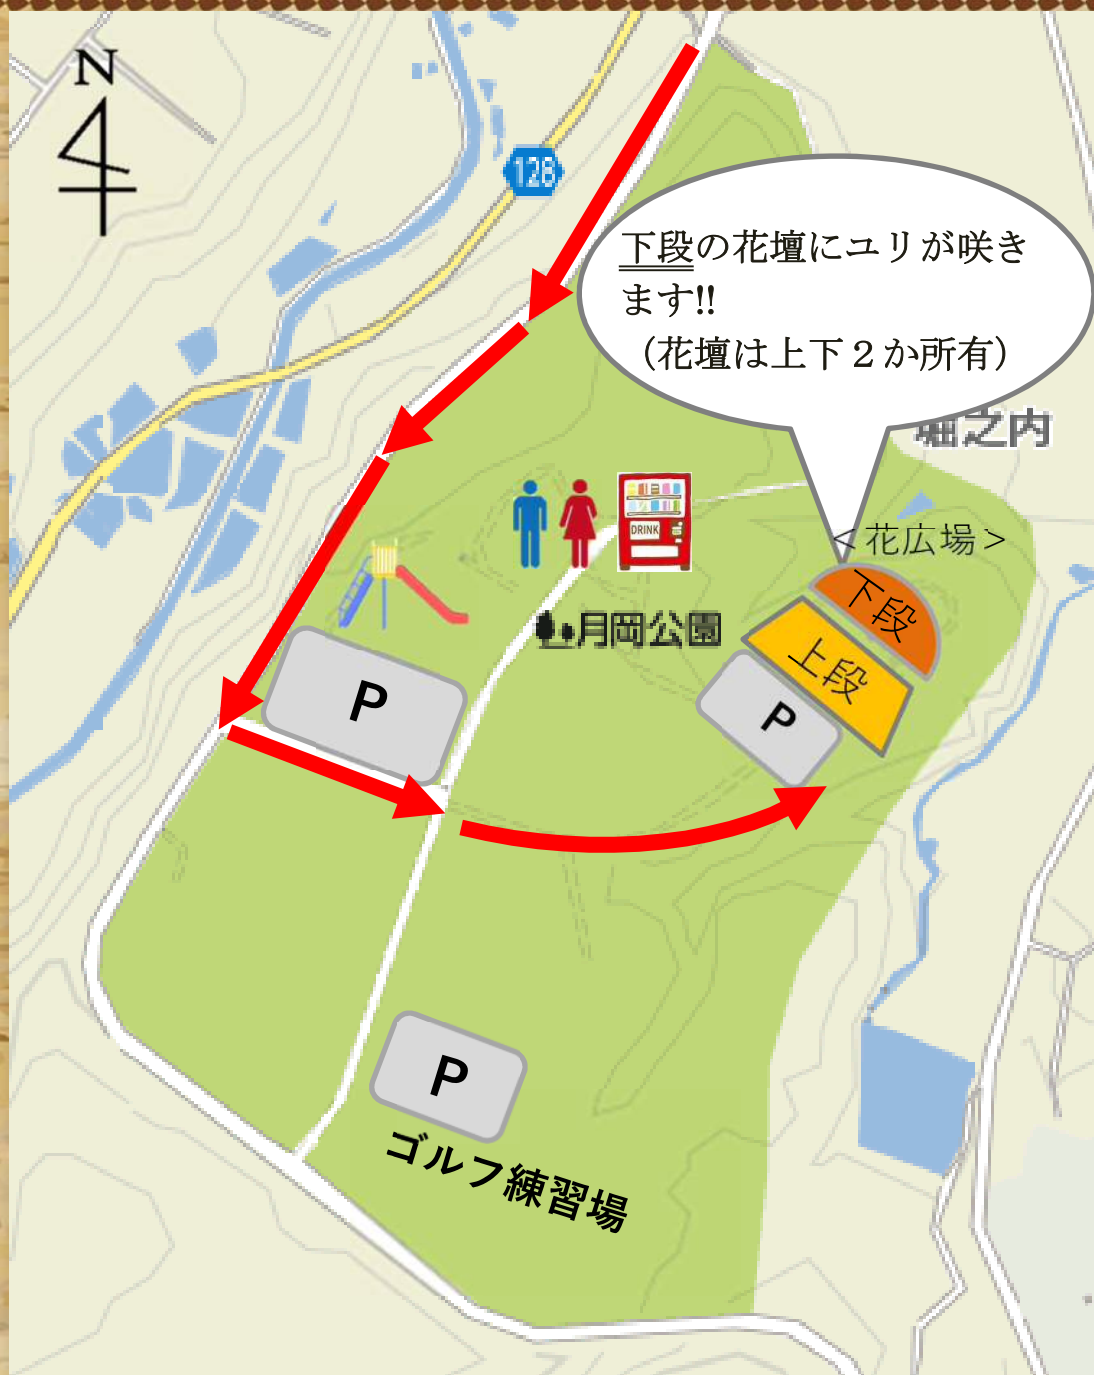 N
128
下段の花壇にユリが咲き
ます!!
（花壇は上下２か所有）
堀之内
DRINK
＜花広場＞
下段
月岡公園
上段
P
P
P
ゴルフ練習場